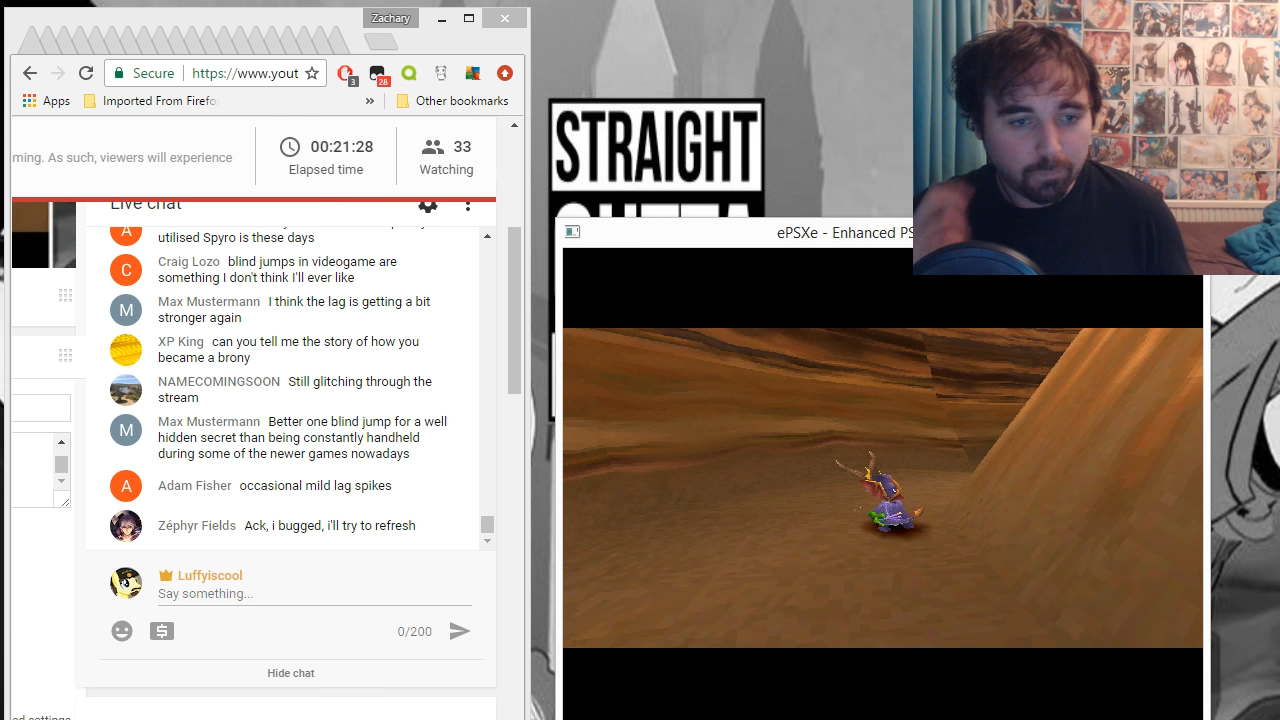 Zachary
Secure
https://www.yout
3
28
Apps
Imported From Firefo
»
Other bookmarks
ming. As such, viewers will experience
00:21:28
Elapsed time
33
Watching
Live chat
A
utilised Spyro is these days
C
Craig Lozo blind jumps in videogame are
something I don't think I'll ever like
M
Max Mustermann I think the lag is getting a bit
stronger again
XP King can you tell me the story of how you
became a brony
NAMECOMINGSOON Still glitching through the
stream
M
Max Mustermann Better one blind jump for a well
hidden secret than being constantly handheld
during some of the newer games nowadays
A
Adam Fisher occasional mild lag spikes
Zéphyr Fields Ack, i bugged, i'll try to refresh
Luffyiscool
Say something...
0/200
Hide chat
ed settings
STRAIGHT
OUTTA
ePSXe - Enhanced PS